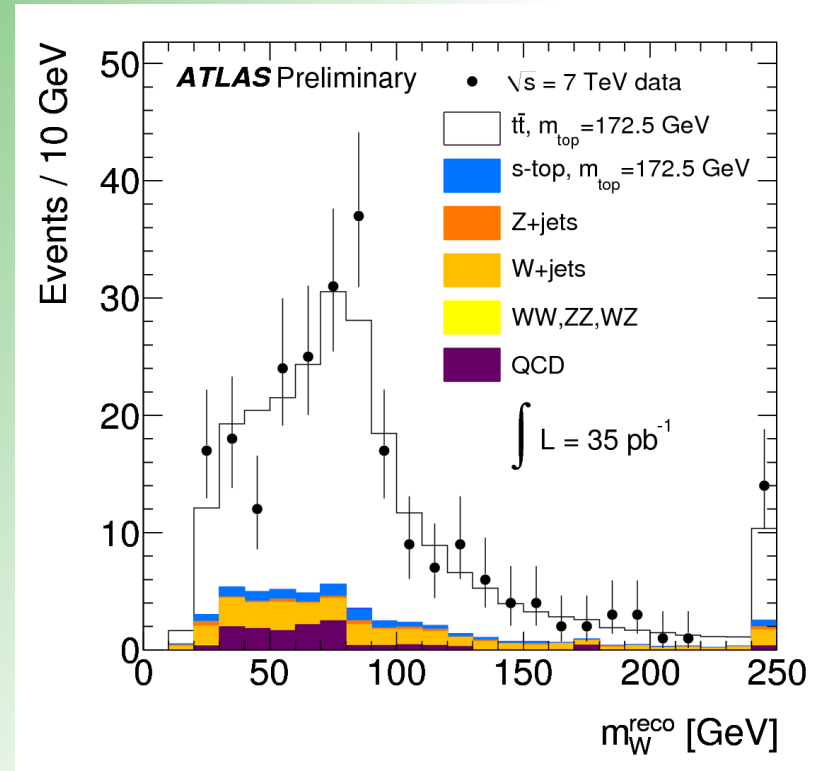 ATLAS Preliminary
√s = 7 TeV data
tt̄, m_top=172.5 GeV
s-top, m_top=172.5 GeV
Z+jets
W+jets
WW,ZZ,WZ
QCD
∫ L = 35 pb⁻¹
Events / 10 GeV
50
40
30
20
10
0
0 50 100 150 200 250
m_W^reco [GeV]